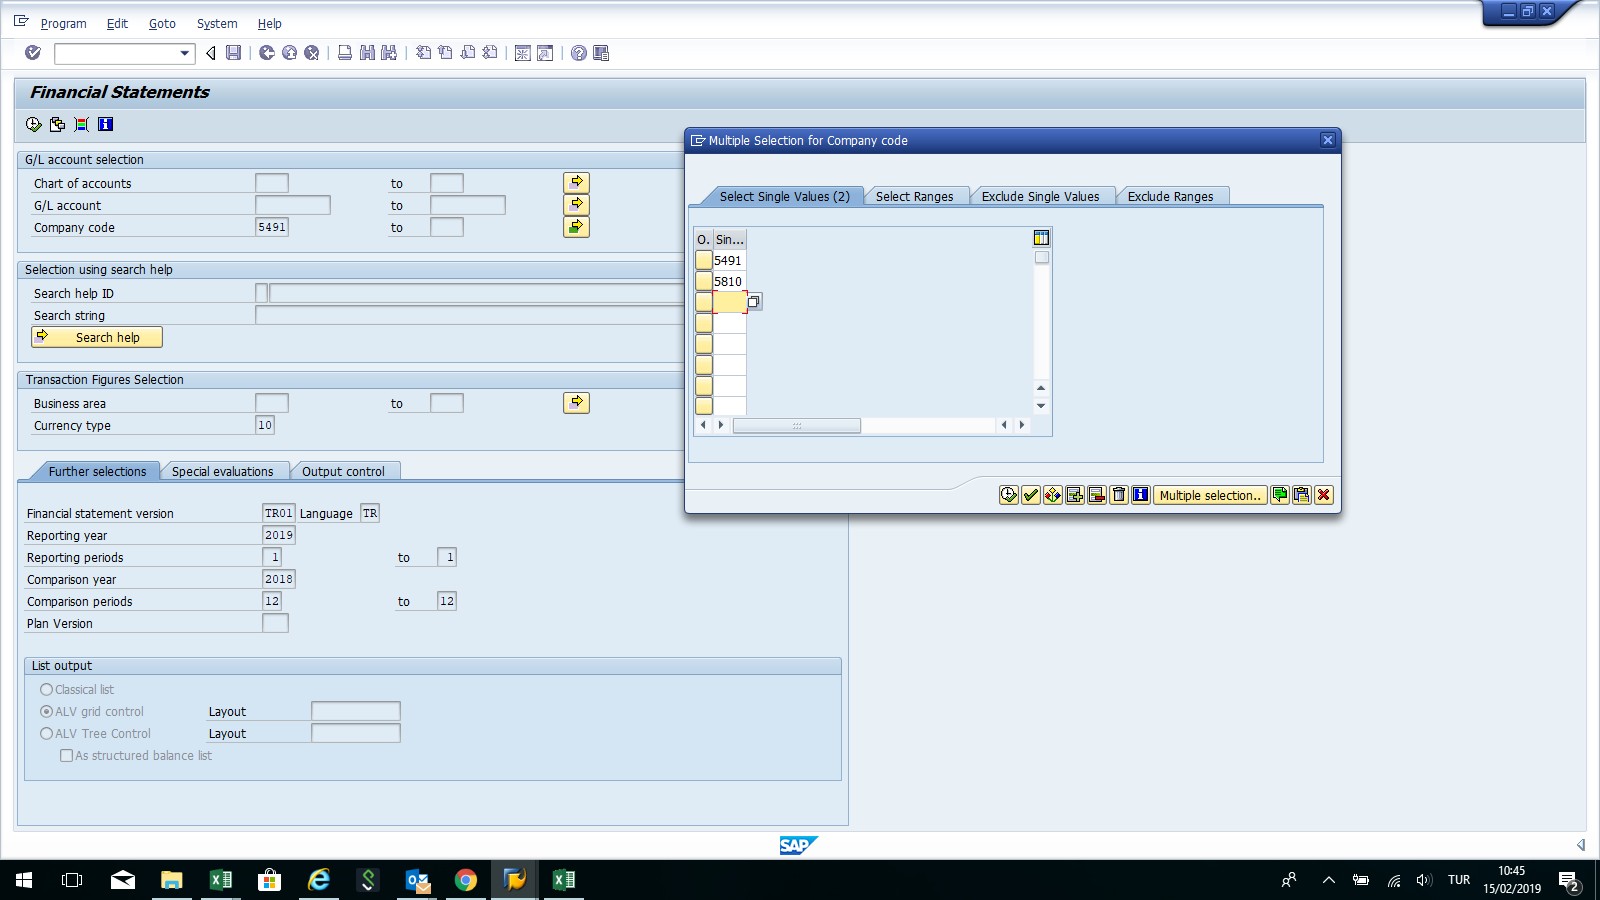 Program Edit Goto System Help
Financial Statements
G/L account selection
Chart of accounts to
G/L account to
Company code 5491 to
Selection using search help
Search help ID
Search string
Search help
Transaction Figures Selection
Business area to
Currency type 10
Further selections Special evaluations Output control
Financial statement version TR01 Language TR
Reporting year 2019
Reporting periods 1 to 1
Comparison year 2018
Comparison periods 12 to 12
Plan Version
List output
Classical list
ALV grid control Layout
ALV Tree Control Layout
As structured balance list
Multiple Selection for Company code
Select Single Values (2) Select Ranges Exclude Single Values Exclude Ranges
O. Sin...
5491
5810
Multiple selection..
SAP
TUR
10:45
15/02/2019
2